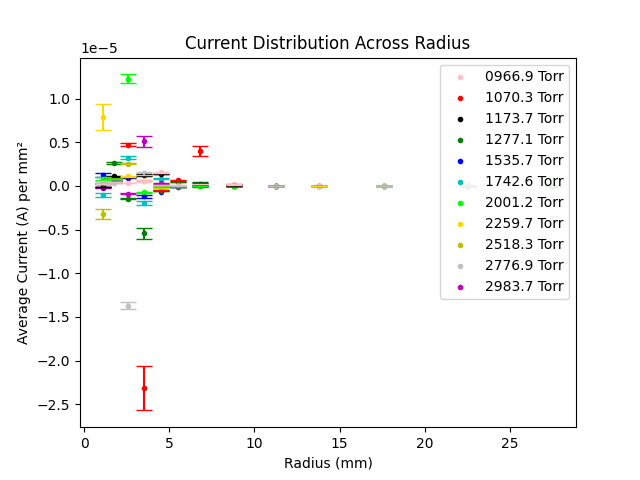 Current Distribution Across Radius
1e−5
1.0
0.5
0.0
−0.5
−1.0
−1.5
−2.0
−2.5
Average Current (A) per mm²
0966.9 Torr
1070.3 Torr
1173.7 Torr
1277.1 Torr
1535.7 Torr
1742.6 Torr
2001.2 Torr
2259.7 Torr
2518.3 Torr
2776.9 Torr
2983.7 Torr
0 5 10 15 20 25
Radius (mm)